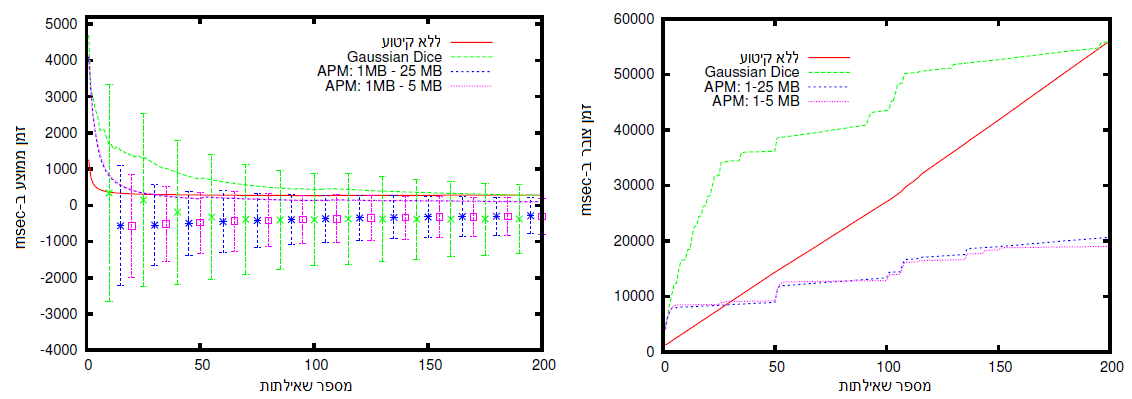 5000
4000
3000
2000
1000
0
-1000
-2000
-3000
-4000
0 50 100 150 200
זמן ממוצע ב-msec
מספר שאילתות
ללא קיטוע
Gaussian Dice
APM: 1MB - 25 MB
APM: 1MB - 5 MB
60000
50000
40000
30000
20000
10000
0
0 50 100 150 200
זמן צובר ב-msec
מספר שאילתות
ללא קיטוע
Gaussian Dice
APM: 1-25 MB
APM: 1-5 MB